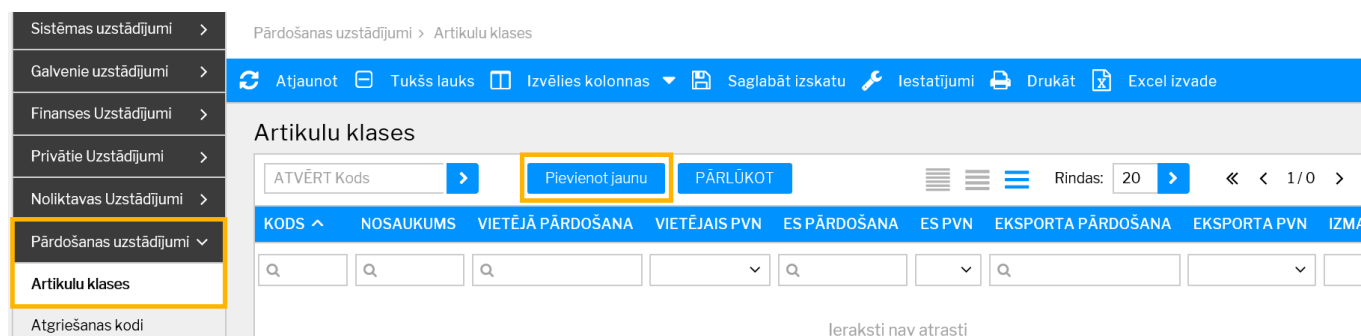 Sistēmas uzstādījumi
Galvenie uzstādījumi
Finanses Uzstādījumi
Privātie Uzstādījumi
Noliktavas Uzstādījumi
Pārdošanas uzstādījumi
Artikulu klases
Atgriešanas kodi
Pārdošanas uzstādījumi > Artikulu klases
Atjaunot Tukšs lauks Izvēlies kolonnas Saglabāt izskatu Iestatījumi Drukāt Excel izvade
Artikulu klases
ATVĒRT Kods Pievienot jaunu PĀRLŪKOT Rindas: 20 1/0
KODS NOSAUKUMS VIETĒJĀ PĀRDOŠANA VIETĒJAIS PVN ES PĀRDOŠANA ES PVN EKSPORTA PĀRDOŠANA EKSPORTA PVN IZMA
Ieraksti nav atrasti